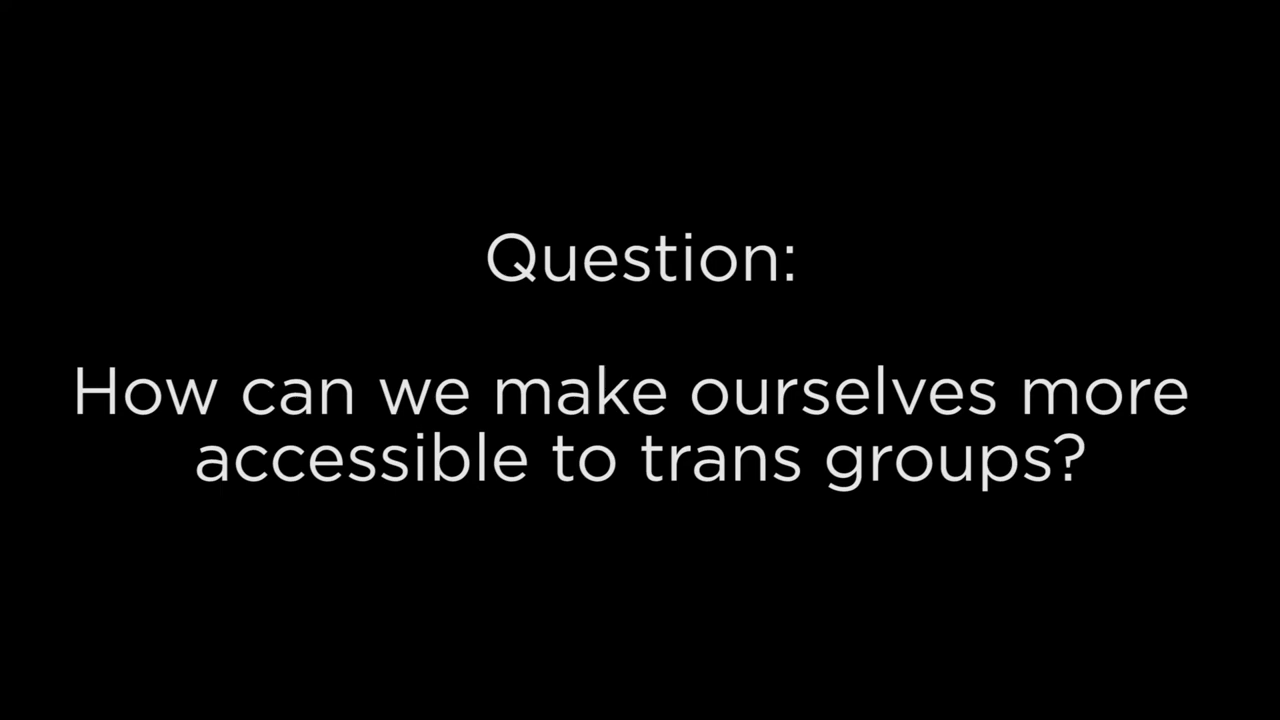 Question:
How can we make ourselves more
accessible to trans groups?